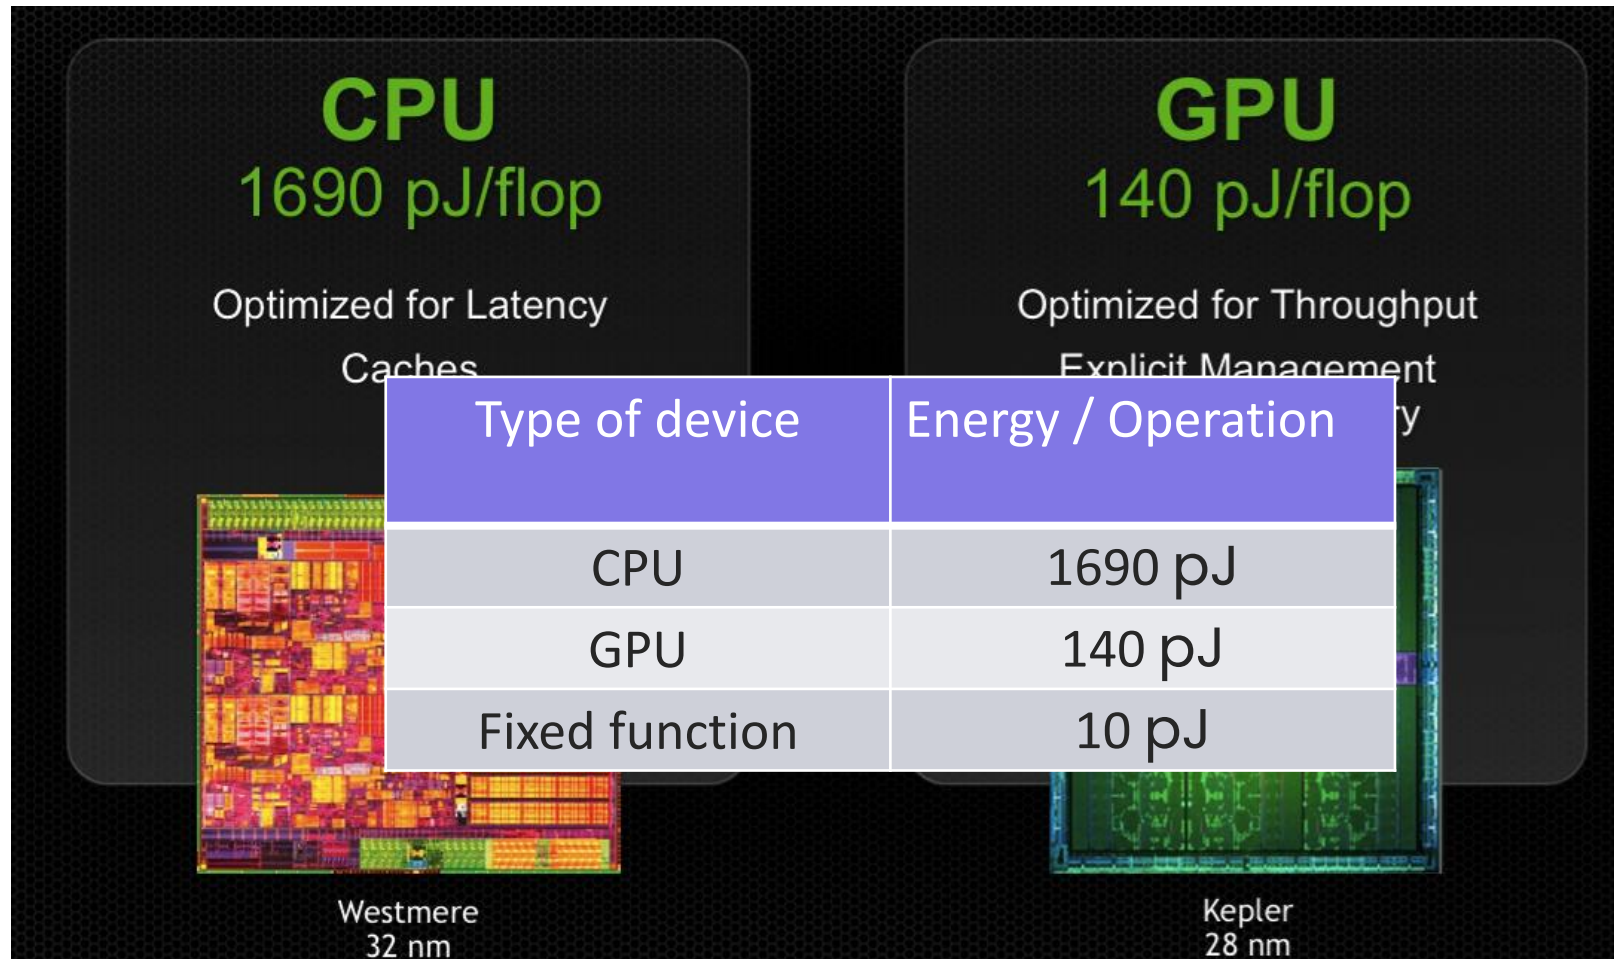 CPU
1690 pJ/flop
Optimized for Latency
Caches
GPU
140 pJ/flop
Optimized for Throughput
Explicit Management
Type of device Energy / Operation
CPU 1690 pJ
GPU 140 pJ
Fixed function 10 pJ
Westmere
32 nm
Kepler
28 nm